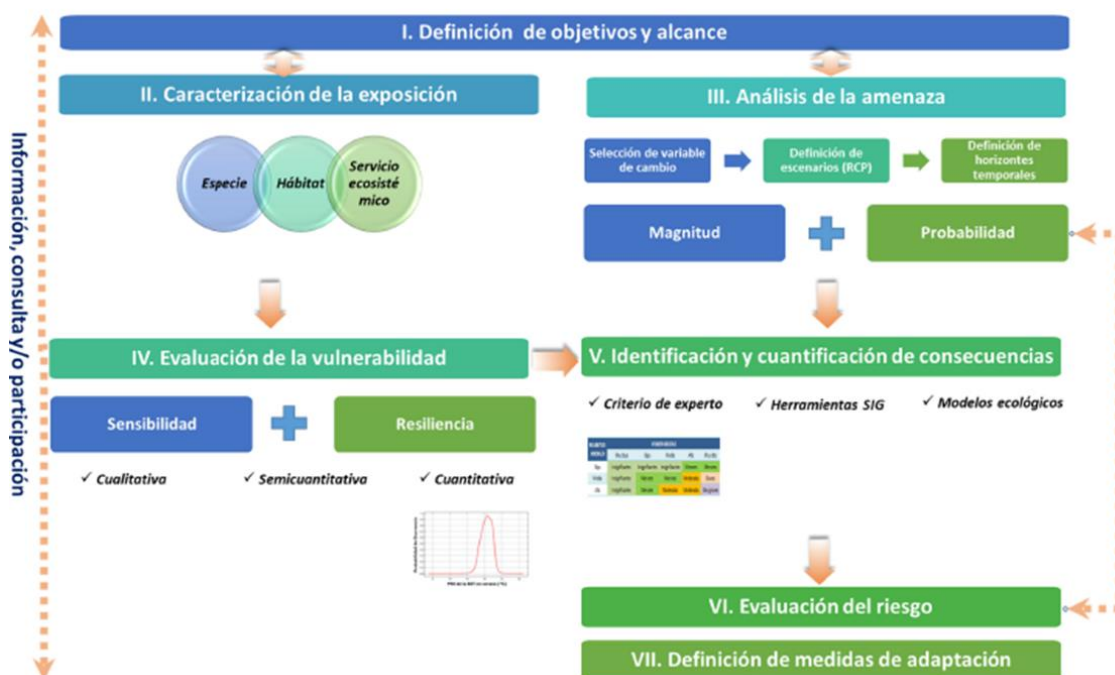 I. Definición de objetivos y alcance
II. Caracterización de la exposición
III. Análisis de la amenaza
Especie
Hábitat
Servicio
ecosisté
mico
Selección de variable
de cambio
Definición de
escenarios (RCP)
Definición de
horizontes
temporales
Magnitud
Probabilidad
Información, consulta y/o participación
IV. Evaluación de la vulnerabilidad
V. Identificación y cuantificación de consecuencias
Sensibilidad
Resiliencia
✓ Cualitativa
✓ Semicuantitativa
✓ Cuantitativa
✓ Criterio de experto
✓ Herramientas SIG
✓ Modelos ecológicos
VI. Evaluación del riesgo
VII. Definición de medidas de adaptación